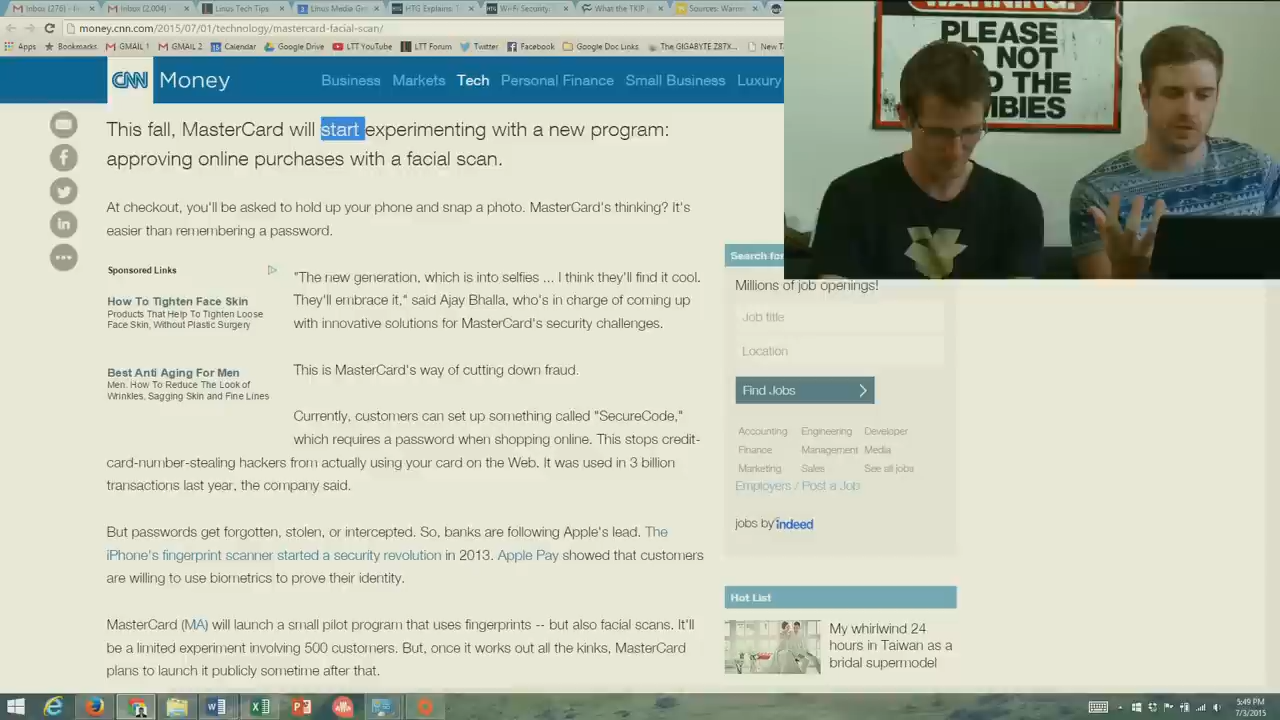 Inbox (276) -
Inbox (2,004) -
Linus Tech Tips
Linus Media Gr
HTG Explains
Wi-Fi Security
What the TKIP
Sources: Warner
money.cnn.com/2015/07/01/technology/mastercard-facial-scan/
Apps
Bookmarks
GMAIL 1
GMAIL 2
Calendar
Google Drive
LTT YouTube
LTT Forum
Twitter
Facebook
Google Doc Links
The GIGABYTE Z87X...
New T
CNN Money
Business
Markets
Tech
Personal Finance
Small Business
Luxury
WARNING!
PLEASE
DO NOT
THE
This fall, MasterCard will start experimenting with a new program:
approving online purchases with a facial scan.
At checkout, you'll be asked to hold up your phone and snap a photo. MasterCard's thinking? It's
easier than remembering a password.
Sponsored Links
How To Tighten Face Skin
Products That Help To Tighten Loose
Face Skin, Without Plastic Surgery
Best Anti Aging For Men
Men. How To Reduce The Look of
Wrinkles, Sagging Skin and Fine Lines
"The new generation, which is into selfies ... I think they'll find it cool.
They'll embrace it," said Ajay Bhalla, who's in charge of coming up
with innovative solutions for MasterCard's security challenges.
This is MasterCard's way of cutting down fraud.
Currently, customers can set up something called "SecureCode,"
which requires a password when shopping online. This stops credit-
card-number-stealing hackers from actually using your card on the Web. It was used in 3 billion
transactions last year, the company said.
But passwords get forgotten, stolen, or intercepted. So, banks are following Apple's lead. The
iPhone's fingerprint scanner started a security revolution in 2013. Apple Pay showed that customers
are willing to use biometrics to prove their identity.
MasterCard (MA) will launch a small pilot program that uses fingerprints -- but also facial scans. It'll
be a limited experiment involving 500 customers. But, once it works out all the kinks, MasterCard
plans to launch it publicly sometime after that.
Search for
Millions of job openings!
Job title
Location
Find Jobs
Accounting Engineering Developer
Finance Management Media
Marketing Sales See all jobs
Employers / Post a Job
jobs by indeed
Hot List
My whirlwind 24
hours in Taiwan as a
bridal supermodel
5:49 PM
7/3/2015